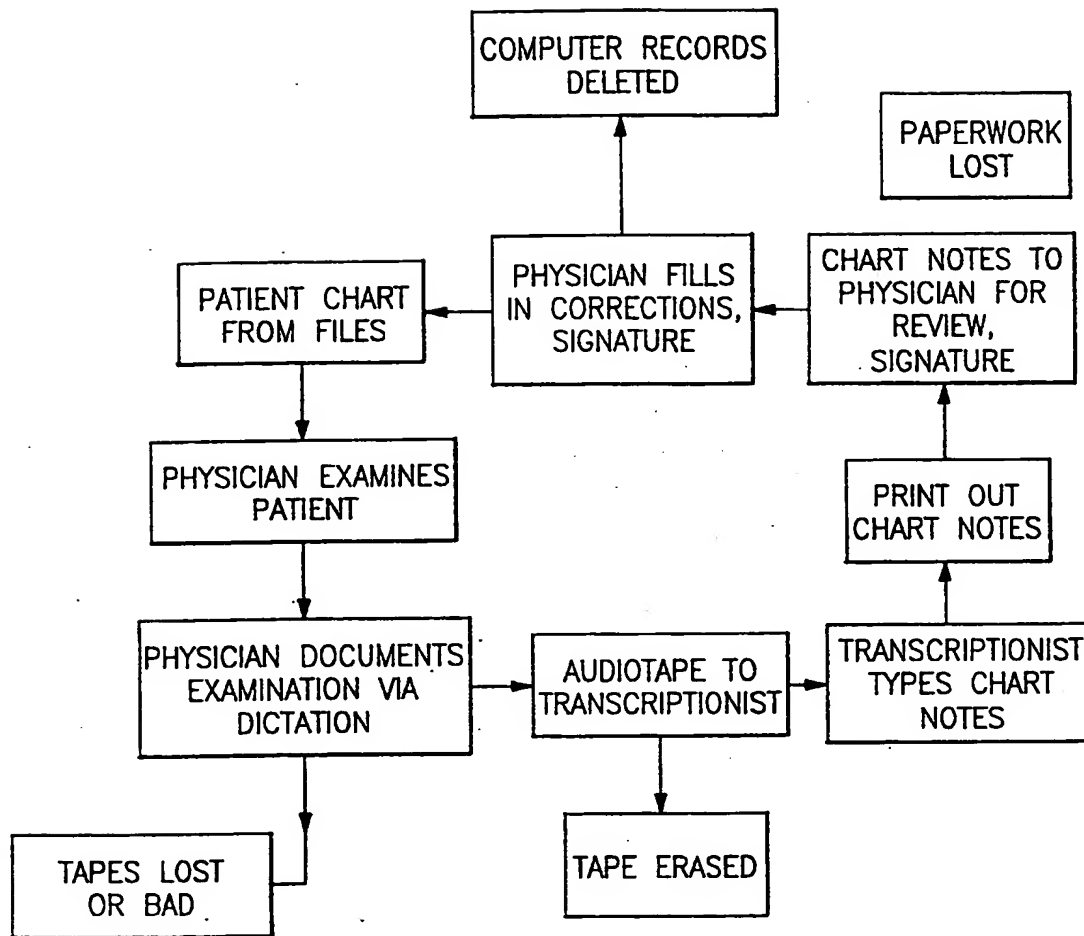 COMPUTER RECORDS
DELETED
PAPERWORK
LOST
PATIENT CHART
FROM FILES
PHYSICIAN FILLS
IN CORRECTIONS,
SIGNATURE
CHART NOTES TO
PHYSICIAN FOR
REVIEW,
SIGNATURE
PHYSICIAN EXAMINES
PATIENT
PRINT OUT
CHART NOTES
PHYSICIAN DOCUMENTS
EXAMINATION VIA
DICTATION
AUDIOTAPE TO
TRANSCRIPTIONIST
TRANSCRIPTIONIST
TYPES CHART
NOTES
TAPES LOST
OR BAD
TAPE ERASED